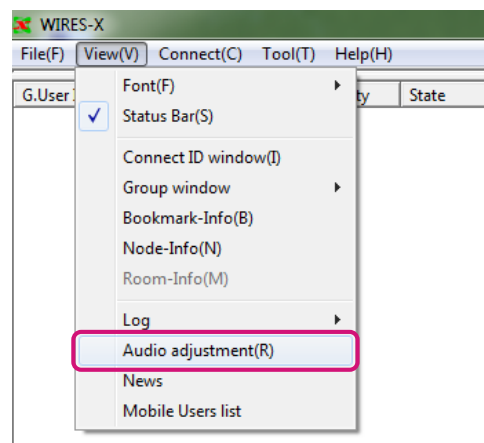 WIRES-X
File(F) View(V) Connect(C) Tool(T) Help(H)
G.User ty State
Font(F)
Status Bar(S)
Connect ID window(I)
Group window
Bookmark-Info(B)
Node-Info(N)
Room-Info(M)
Log
Audio adjustment(R)
News
Mobile Users list